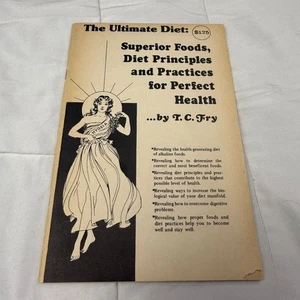 The Ultimate Diet:
$1.75
Superior Foods,
Diet Principles
and Practices
for Perfect
Health
...by T. C. Fry
•Revealing the health-generating diet
of alkaline foods.
•Revealing how to determine the
correct and most beneficent foods.
•Revealing diet principles and prac-
tices that contribute to the highest
possible level of health.
•Revealing ways to increase the bio-
logical value of your diet manifold.
•Revealing how to overcome digestive
problems.
•Revealing how proper foods and
diet practices help you to become
well and stay well.